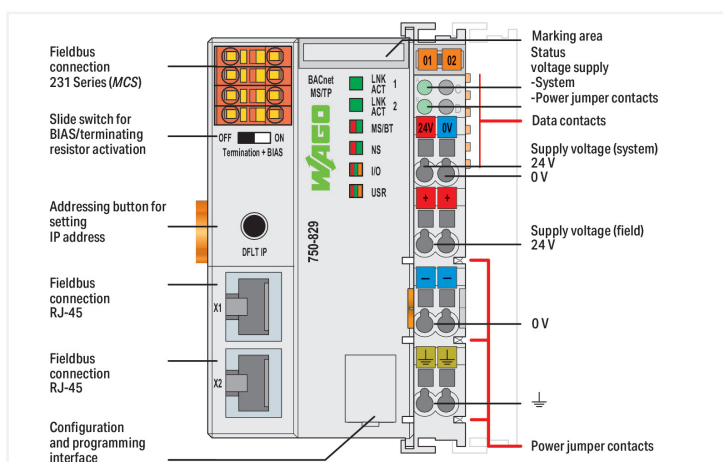 Fieldbus
connection
231 Series (MCS)
Slide switch for
BIAS/terminating
resistor activation
Addressing button for
setting
IP address
Fieldbus
connection
RJ-45
Fieldbus
connection
RJ-45
Configuration
and programming
interface
OFF ON
Termination + BIAS
DFLT IP
X1
X2
BACnet
MS/TP
LNK
ACT 1
LNK
ACT 2
MS/BT
NS
I/O
USR
WAGO
750-829
01 02
24V 0V
+ +
— —
Marking area
Status
voltage supply
-System
-Power jumper contacts
Data contacts
Supply voltage (system)
24 V
0 V
Supply voltage (field)
24 V
0 V
Power jumper contacts